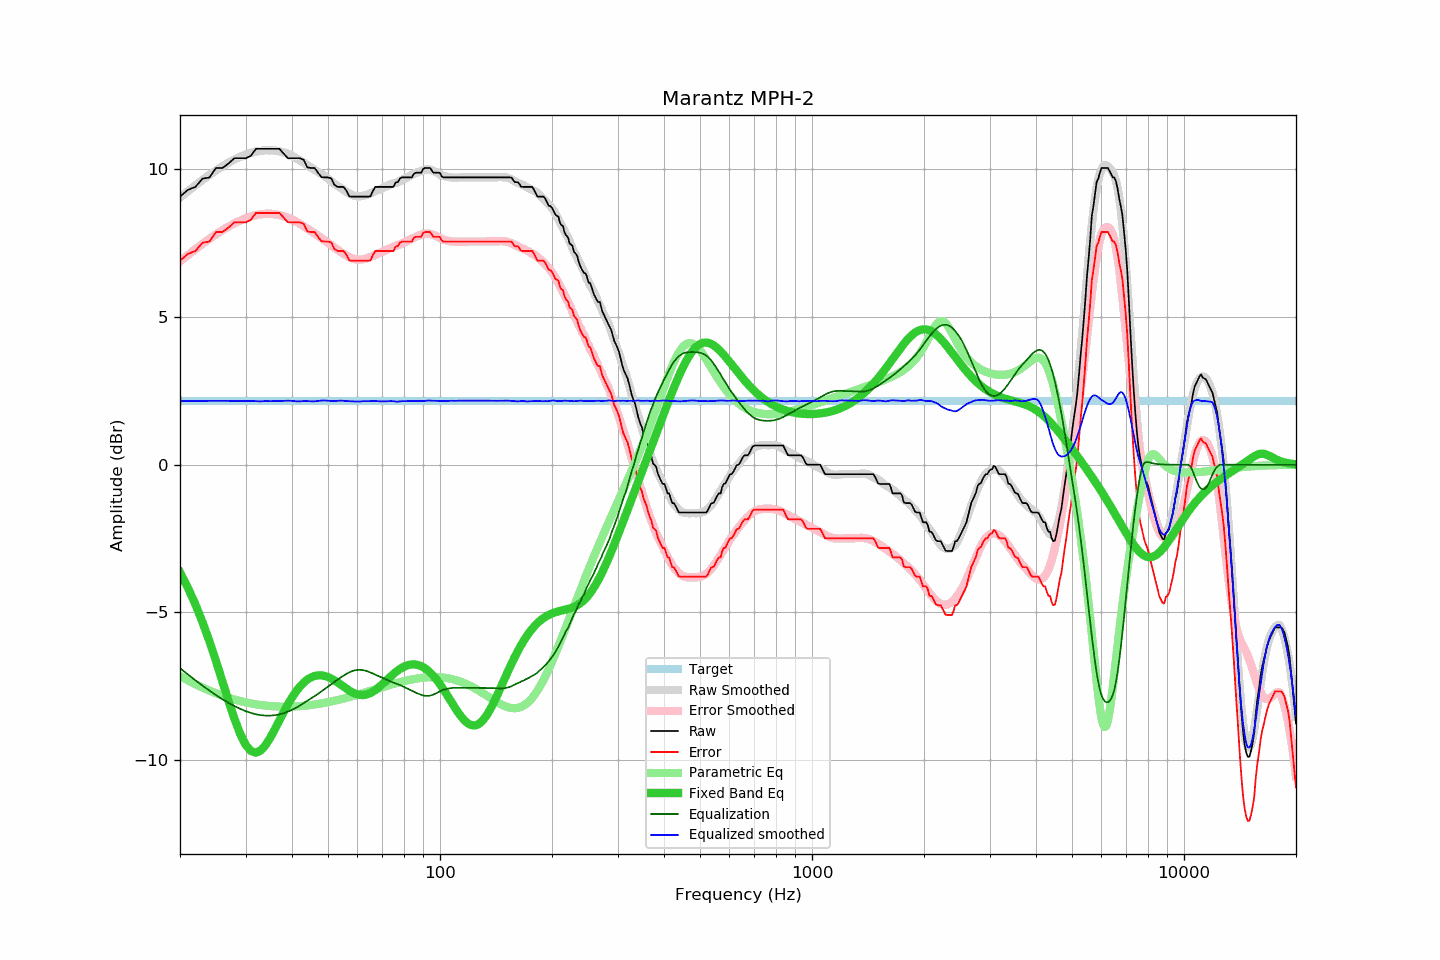 Marantz MPH-2
Amplitude (dBr)
10
5
0
−5
−10
Target
Raw Smoothed
Error Smoothed
Raw
Error
Parametric Eq
Fixed Band Eq
Equalization
Equalized smoothed
100
1000
10000
Frequency (Hz)